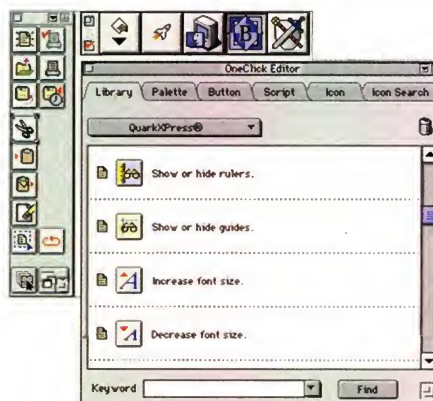 OneClick Editor
Library Palette Button Script Icon Icon Search
QuarkXPress®
Show or hide rulers.
Show or hide guides.
Increase font size.
Decrease font size.
Keyword Find